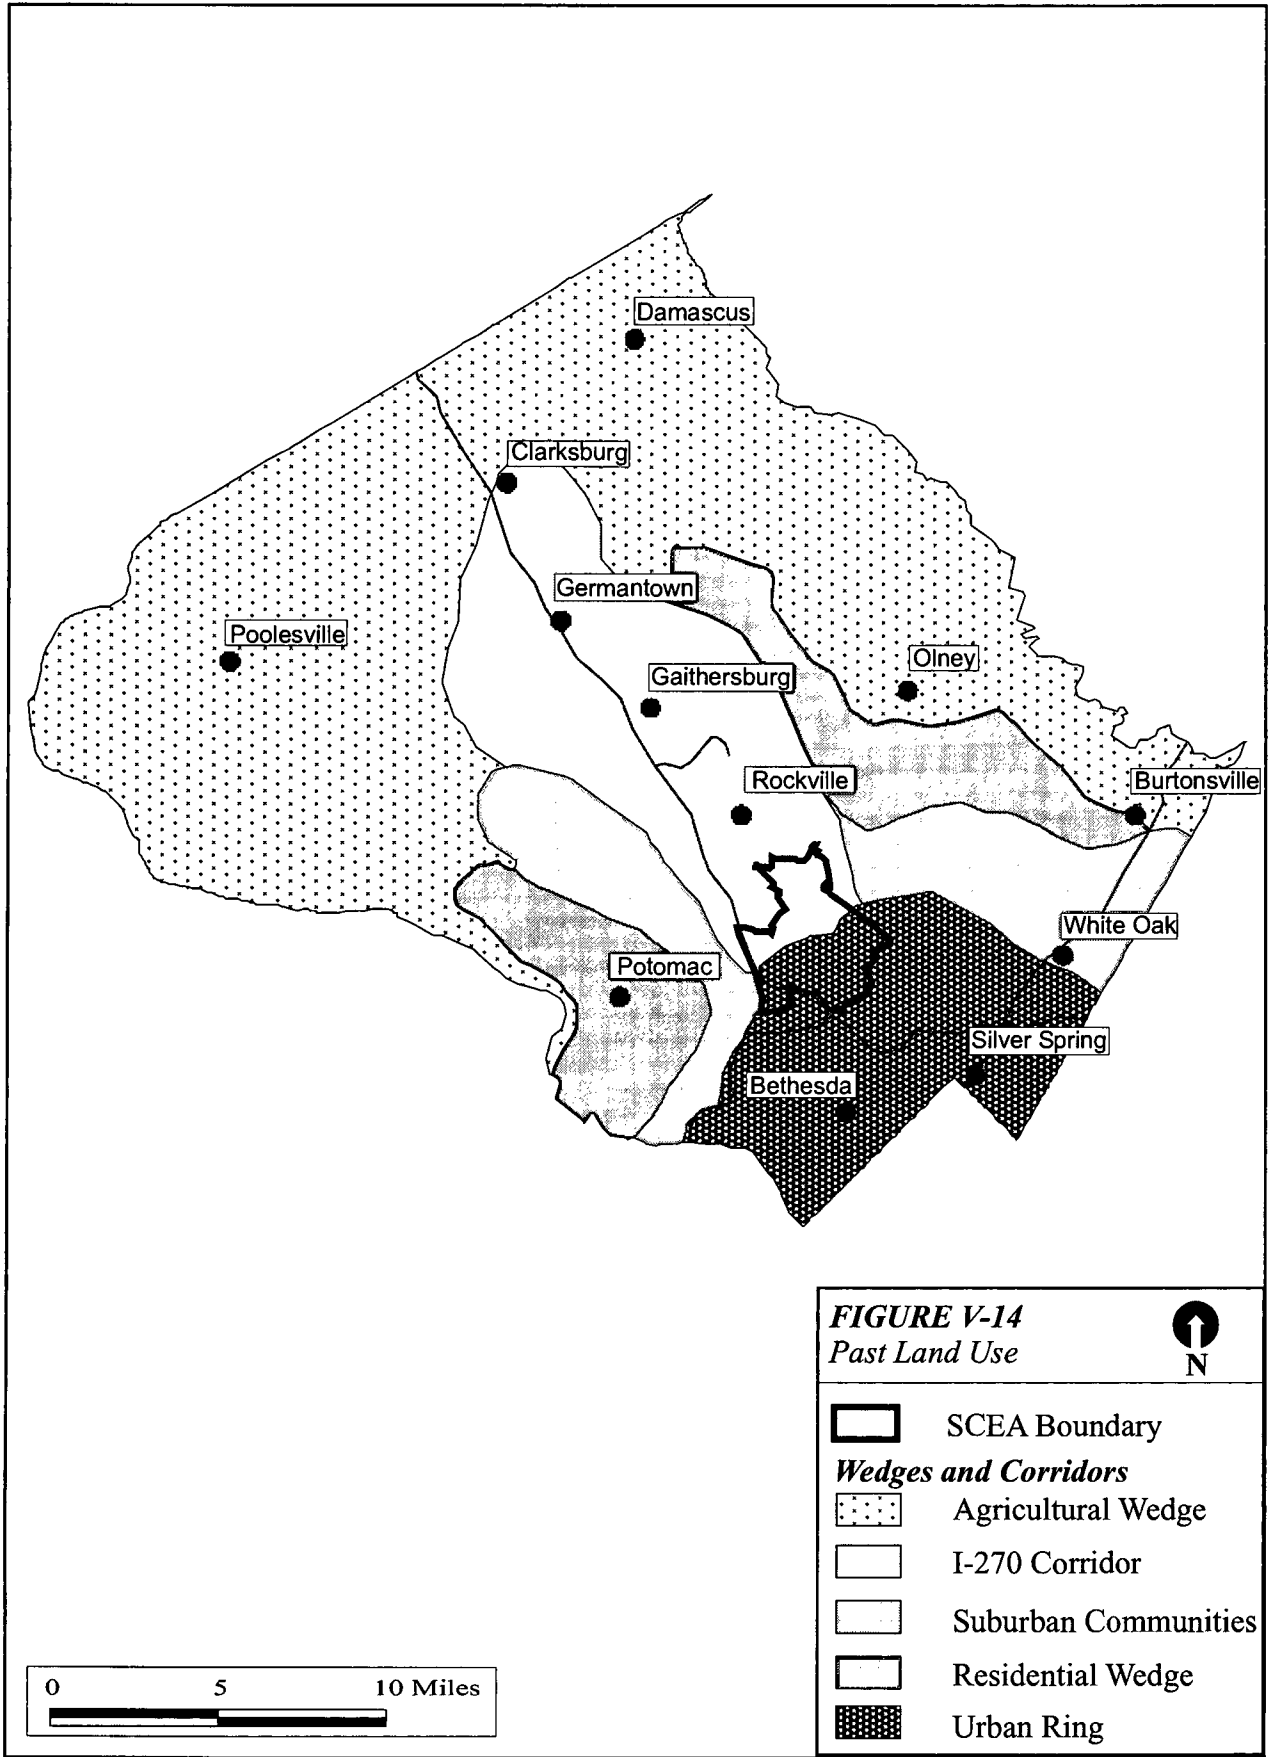 Damascus
Clarksburg
Germantown
Poolesville
Olney
Gaithersburg
Rockville
Burtonsville
White Oak
Potomac
Silver Spring
Bethesda
FIGURE V-14
Past Land Use
N
SCEA Boundary
Wedges and Corridors
Agricultural Wedge
I-270 Corridor
Suburban Communities
Residential Wedge
Urban Ring
0 5 10 Miles